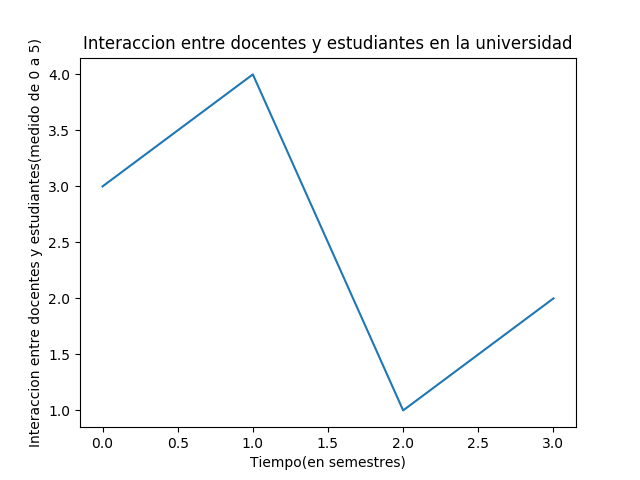 Interaccion entre docentes y estudiantes en la universidad
Interaccion entre docentes y estudiantes(medido de 0 a 5)
4.0
3.5
3.0
2.5
2.0
1.5
1.0
0.0 0.5 1.0 1.5 2.0 2.5 3.0
Tiempo(en semestres)